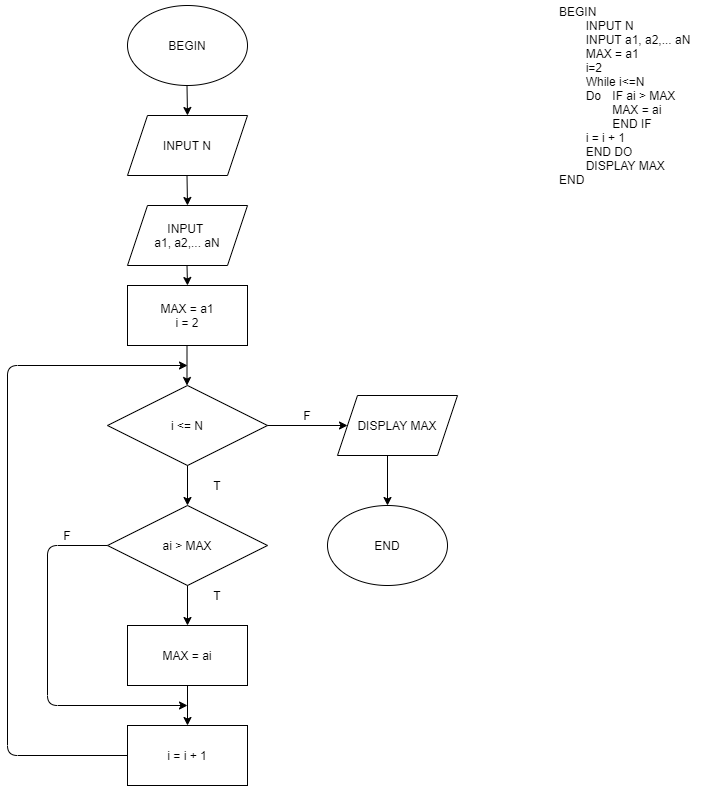 BEGIN
INPUT N
INPUT
a1, a2,... aN
MAX = a1
i = 2
i <= N
F
DISPLAY MAX
T
END
F
ai > MAX
T
MAX = ai
i = i + 1
BEGIN
INPUT N
INPUT a1, a2,... aN
MAX = a1
i=2
While i<=N
Do IF ai > MAX
MAX = ai
END IF
i = i + 1
END DO
DISPLAY MAX
END